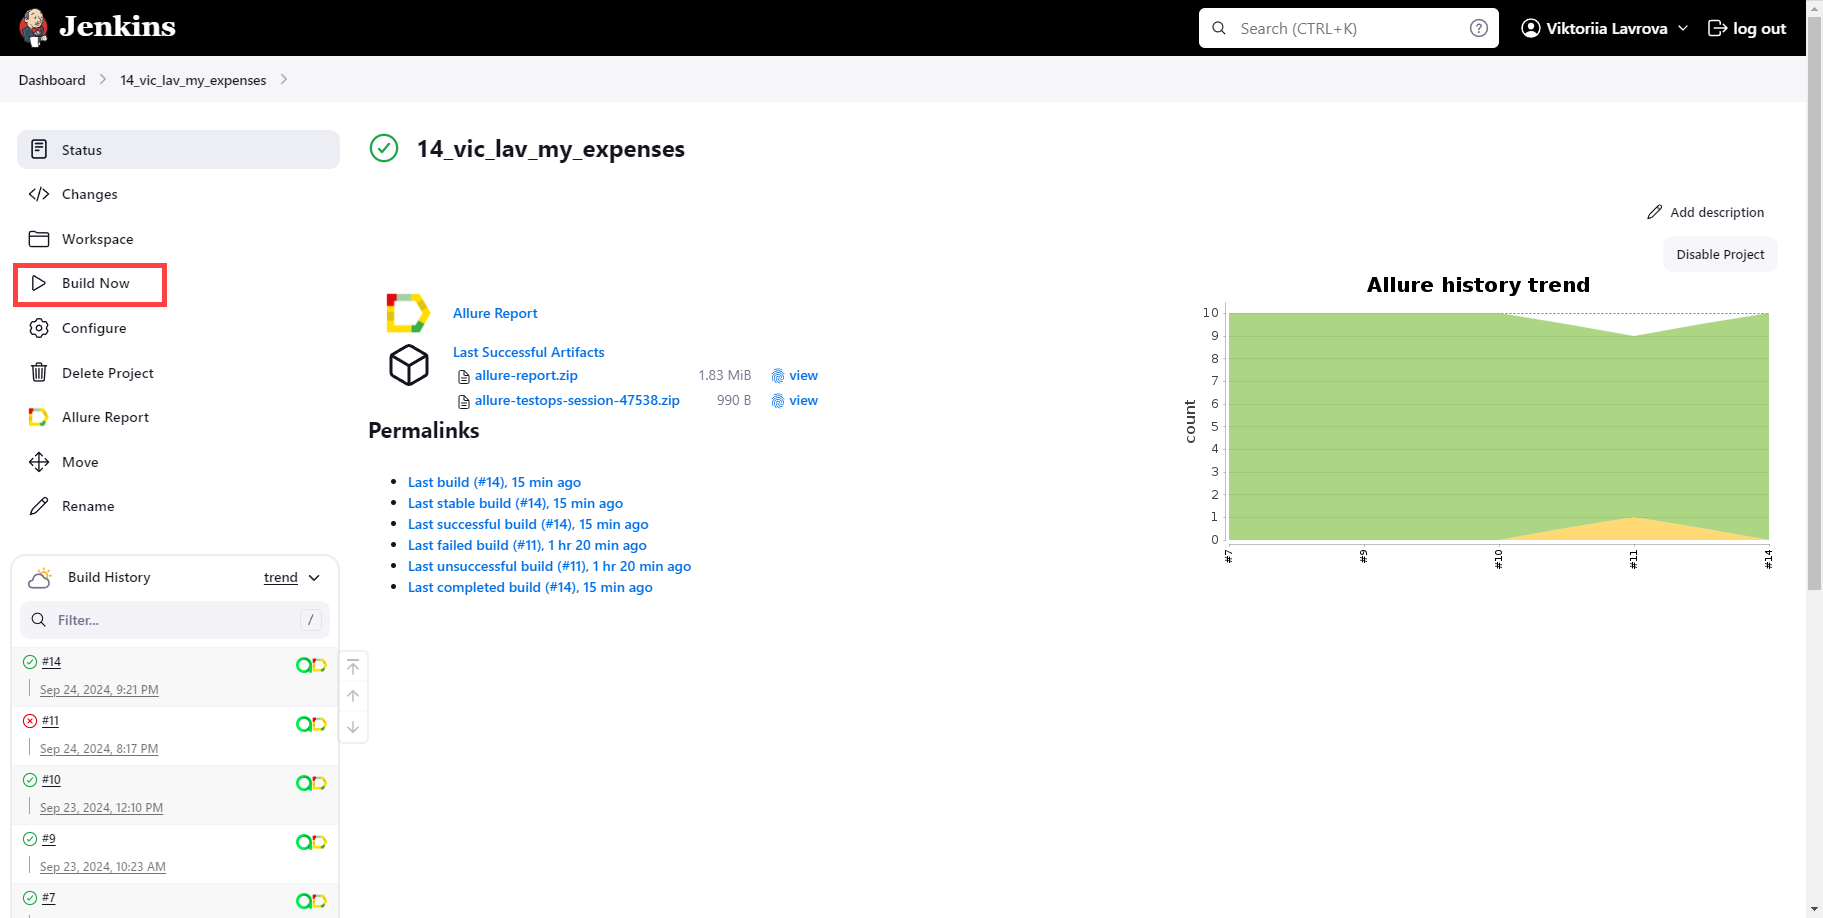 Jenkins
Search (CTRL+K)
?
Viktoriia Lavrova
log out
Dashboard
14_vic_lav_my_expenses
Status
Changes
Workspace
Build Now
Configure
Delete Project
Allure Report
Move
Rename
Build History
trend
Filter...
/
#14
Sep 24, 2024, 9:21 PM
#11
Sep 24, 2024, 8:17 PM
#10
Sep 23, 2024, 12:10 PM
#9
Sep 23, 2024, 10:23 AM
#7
14_vic_lav_my_expenses
Add description
Disable Project
Allure Report
Last Successful Artifacts
allure-report.zip 1.83 MiB view
allure-testops-session-47538.zip 990 B view
Permalinks
Last build (#14), 15 min ago
Last stable build (#14), 15 min ago
Last successful build (#14), 15 min ago
Last failed build (#11), 1 hr 20 min ago
Last unsuccessful build (#11), 1 hr 20 min ago
Last completed build (#14), 15 min ago
Allure history trend
count
10
9
8
7
6
5
4
3
2
1
0
#7
#9
#10
#11
#14